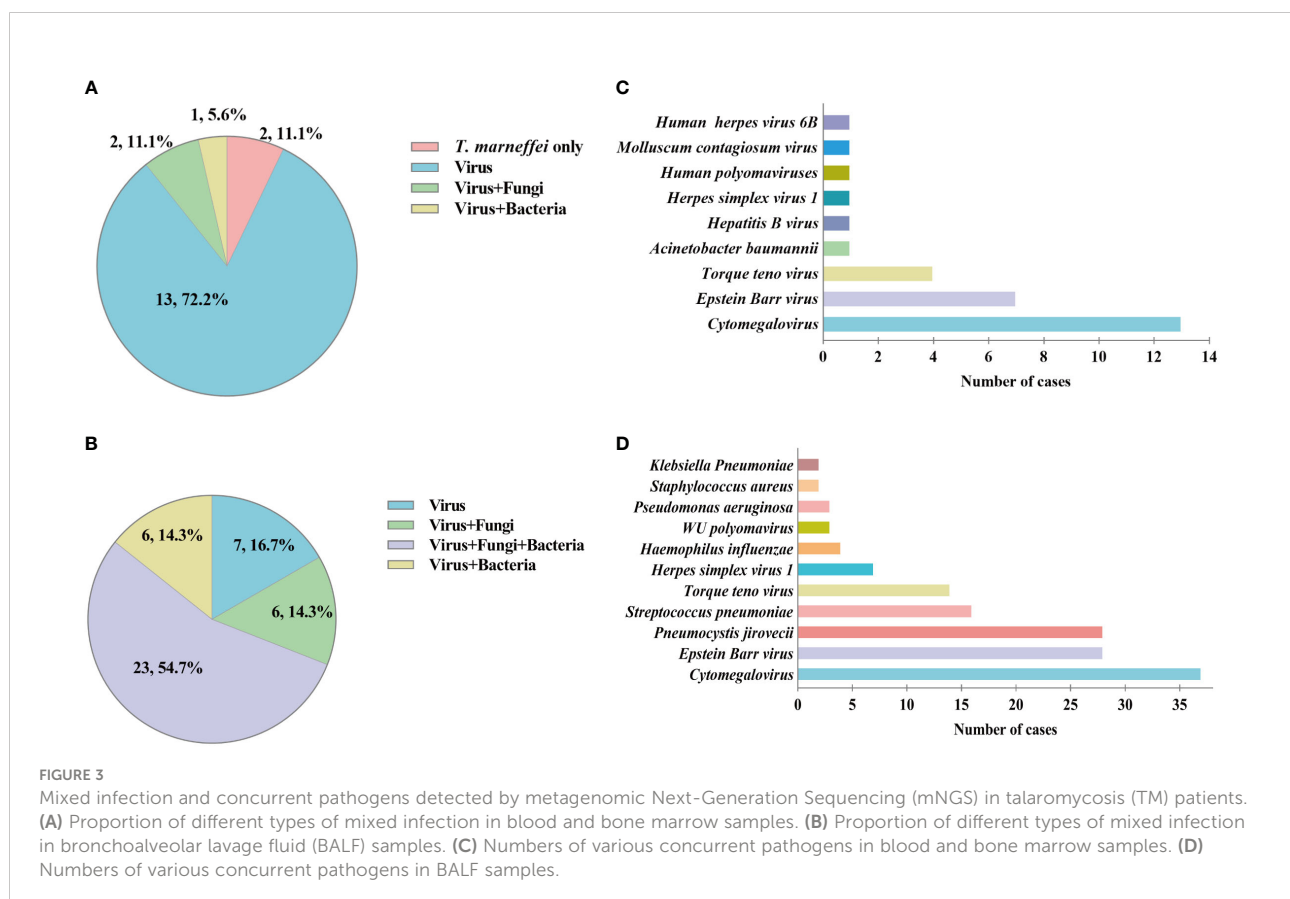 A
1, 5.6%
2, 11.1%
2, 11.1%
13, 72.2%
T. marneffei only
Virus
Virus+Fungi
Virus+Bacteria
C
Human herpes virus 6B
Molluscum contagiosum virus
Human polyomaviruses
Herpes simplex virus 1
Hepatitis B virus
Acinetobacter baumannii
Torque teno virus
Epstein Barr virus
Cytomegalovirus
0 2 4 6 8 10 12 14
Number of cases
B
6, 14.3%
7, 16.7%
6, 14.3%
23, 54.7%
Virus
Virus+Fungi
Virus+Fungi+Bacteria
Virus+Bacteria
D
Klebsiella Pneumoniae
Staphylococcus aureus
Pseudomonas aeruginosa
WU polyomavirus
Haemophilus influenzae
Herpes simplex virus 1
Torque teno virus
Streptococcus pneumoniae
Pneumocystis jirovecii
Epstein Barr virus
Cytomegalovirus
0 5 10 15 20 25 30 35
Number of cases
FIGURE 3
Mixed infection and concurrent pathogens detected by metagenomic Next-Generation Sequencing (mNGS) in talaromycosis (TM) patients.
(A) Proportion of different types of mixed infection in blood and bone marrow samples. (B) Proportion of different types of mixed infection
in bronchoalveolar lavage fluid (BALF) samples. (C) Numbers of various concurrent pathogens in blood and bone marrow samples. (D)
Numbers of various concurrent pathogens in BALF samples.